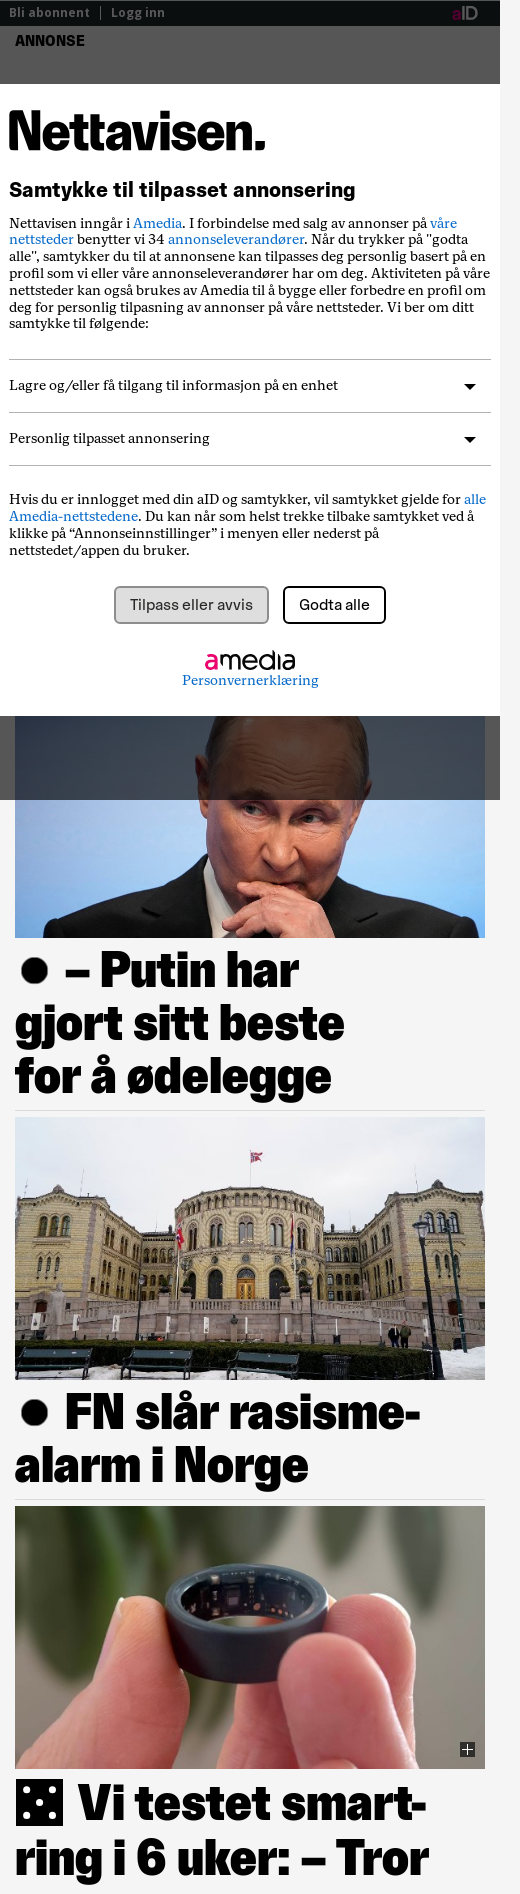 Bli abonnent | Logg inn
aID
ANNONSE
Nettavisen.
Samtykke til tilpasset annonsering
Nettavisen inngår i Amedia. I forbindelse med salg av annonser på våre
nettsteder benytter vi 34 annonseleverandører. Når du trykker på "godta
alle", samtykker du til at annonsene kan tilpasses deg personlig basert på en
profil som vi eller våre annonseleverandører har om deg. Aktiviteten på våre
nettsteder kan også brukes av Amedia til å bygge eller forbedre en profil om
deg for personlig tilpasning av annonser på våre nettsteder. Vi ber om ditt
samtykke til følgende:
Lagre og/eller få tilgang til informasjon på en enhet
Personlig tilpasset annonsering
Hvis du er innlogget med din aID og samtykker, vil samtykket gjelde for alle
Amedia-nettstedene. Du kan når som helst trekke tilbake samtykket ved å
klikke på “Annonseinnstillinger” i menyen eller nederst på
nettstedet/appen du bruker.
Tilpass eller avvis
Godta alle
amedia
Personvernerklæring
– Putin har
gjort sitt beste
for å ødelegge
FN slår rasisme-
alarm i Norge
Vi testet smart-
ring i 6 uker: – Tror